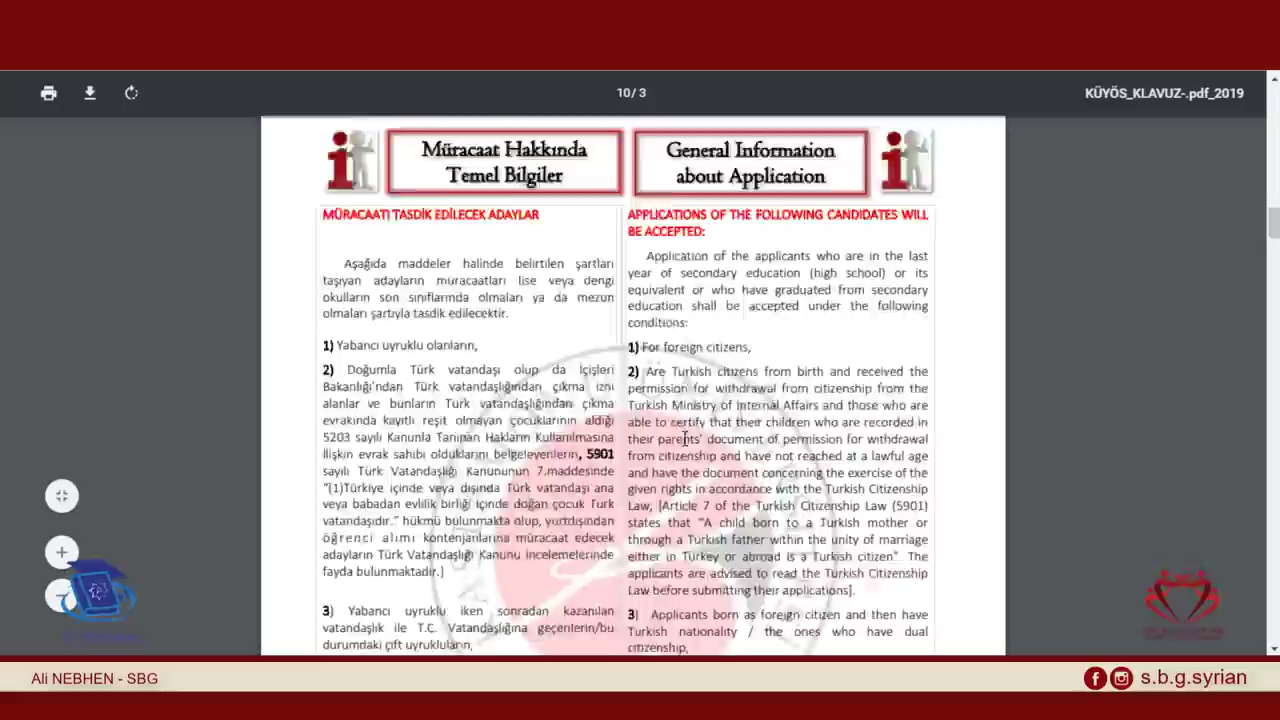 10/3
KÜYÖS_KLAVUZ-.pdf_2019
Müracaat Hakkında
Temel Bilgiler
General Information
about Application
MÜRACAATI TASDİK EDİLECEK ADAYLAR
Aşağıda maddeler halinde belirtilen şartları
taşıyan adayların müracaatları lise veya dengi
okulların son sınıflarında olmaları ya da mezun
olmaları şartıyla tasdik edilecektir.
1) Yabancı uyruklu olanların,
2) Doğumla Türk vatandaşı olup da İçişleri
Bakanlığı'ndan Türk vatandaşlığından çıkma izni
alanlar ve bunların Türk vatandaşlığından çıkma
evrakında kayıtlı reşit olmayan çocuklarının aldığı
5203 sayılı Kanunla Tanınan Hakların Kullanılmasına
İlişkin evrak sahibi olduklarını belgeleyenlerin, 5901
sayılı Türk Vatandaşlığı Kanununun 7.maddesinde
"(1)Türkiye içinde veya dışında Türk vatandaşı ana
veya babadan evlilik birliği içinde doğan çocuk Türk
vatandaşıdır.." hükmü bulunmakta olup, yurtdışından
öğrenci alımı kontenjanlarına müracaat edecek
adayların Türk Vatandaşlığı Kanunu incelemelerinde
fayda bulunmaktadır.)
3) Yabancı uyruklu iken sonradan kazanılan
vatandaşlık ile T.C. Vatandaşlığına geçenlerin/bu
durumdaki çift uyrukluların,
APPLICATIONS OF THE FOLLOWING CANDIDATES WILL
BE ACCEPTED:
Application of the applicants who are in the last
year of secondary education (high school) or its
equivalent or who have graduated from secondary
education shall be accepted under the following
conditions:
1) For foreign citizens,
2) Are Turkish citizens from birth and received the
permission for withdrawal from citizenship from the
Turkish Ministry of Internal Affairs and those who are
able to certify that their children who are recorded in
their parents' document of permission for withdrawal
from citizenship and have not reached at a lawful age
and have the document concerning the exercise of the
given rights in accordance with the Turkish Citizenship
Law, [Article 7 of the Turkish Citizenship Law (5901)
states that "A child born to a Turkish mother or
through a Turkish father within the unity of marriage
either in Turkey or abroad is a Turkish citizen" The
applicants are advised to read the Turkish Citizenship
Law before submitting their applications].
3) Applicants born as foreign citizen and then have
Turkish nationality / the ones who have dual
citizenship,
Ali NEBHEN - SBG
s.b.g.syrian